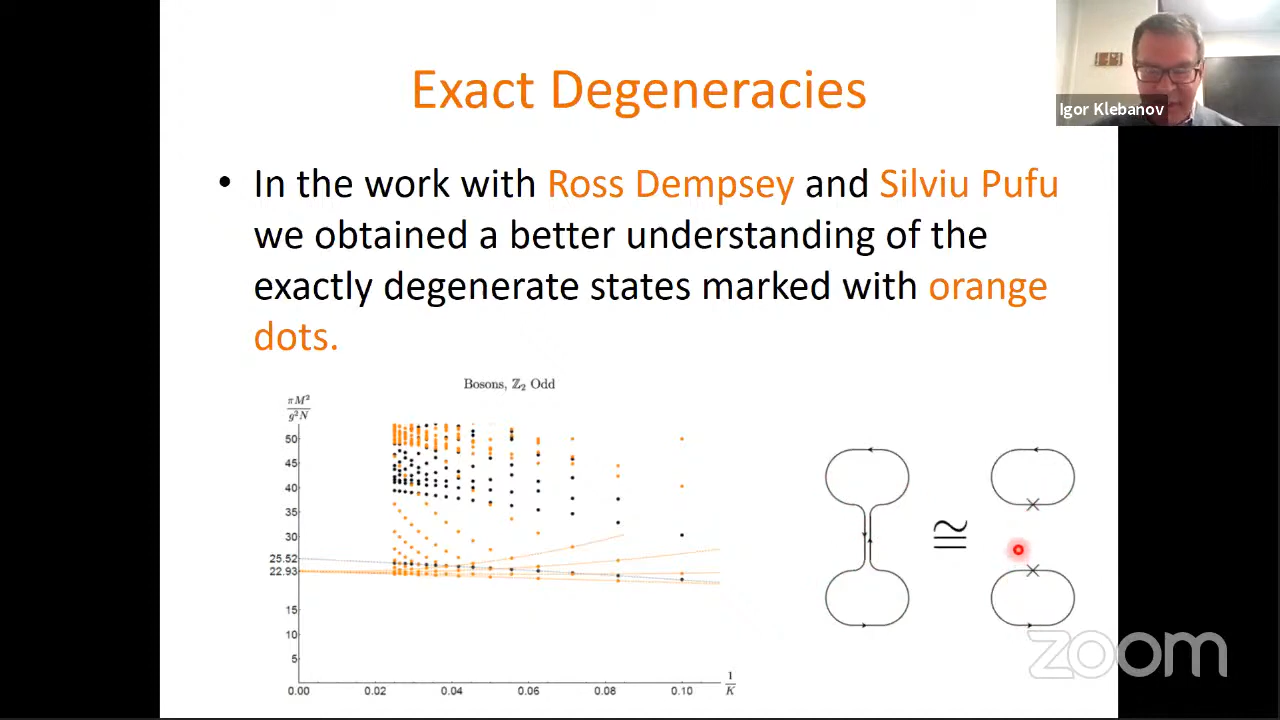 Exact Degeneracies
Igor Klebanov
• In the work with Ross Dempsey and Silviu Pufu
we obtained a better understanding of the
exactly degenerate states marked with orange
dots.
Bosons, ℤ₂ Odd
πM²
g²N
50
45
40
35
30
25.52
22.93
15
10
5
0.00 0.02 0.04 0.06 0.08 0.10
1
K
≅
zoom